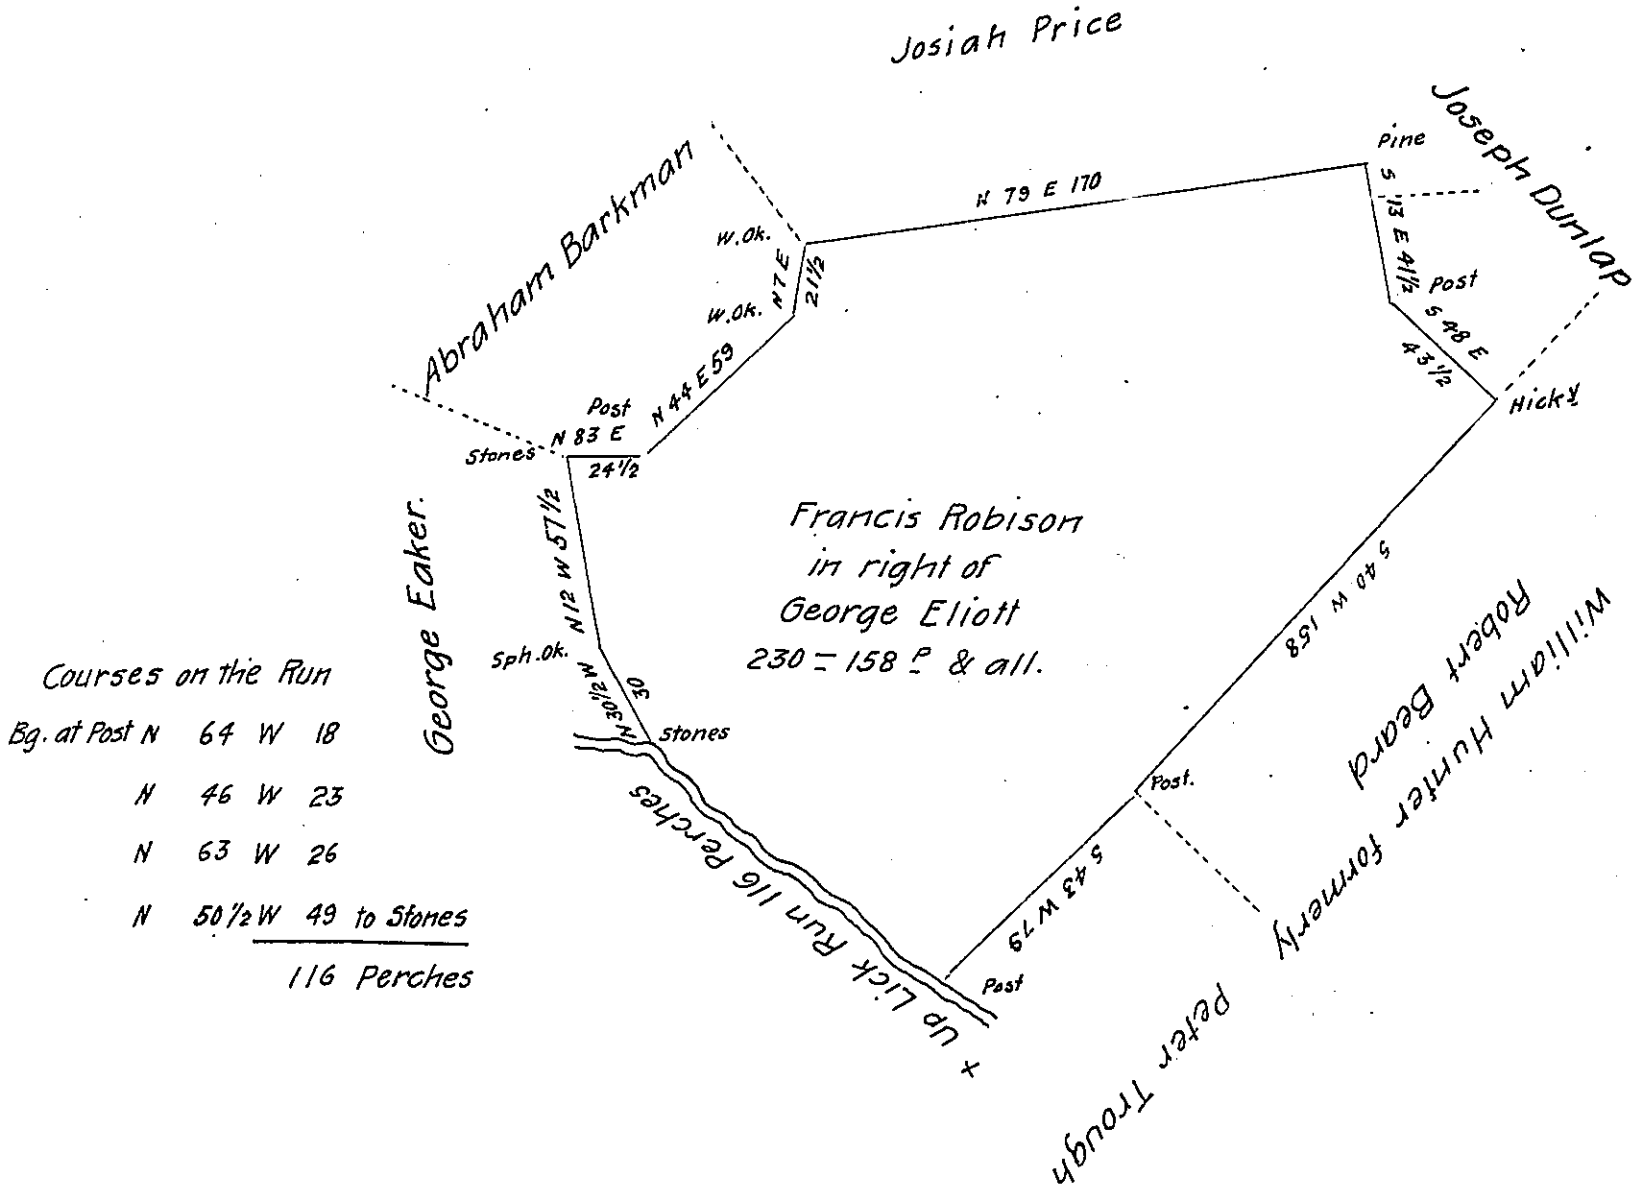 Josiah Price
Joseph Dunlap
Pine
N 79 E 170
S 13 E 41½
Post
S 48 E
43½
Hicky
Abraham Barkman
W.Ok.
N 7 E
21½
W.Ok.
N 44 E 59
Post
N 83 E
24½
Stones
N 12 W 57½
George Eaker.
Sph.Ok.
N 30½ W
30
Stones
Francis Robison
in right of
George Eliott
230 = 158 P & all.
S 40 W 158
William Hunter formerly
Robert Beard
Post.
S 43 W 79
Post
Peter Trough
+ Up Lick Run 116 Perches
Courses on the Run
Bg. at Post N 64 W 18
N 46 W 23
N 63 W 26
N 50½ W 49 to Stones
116 Perches